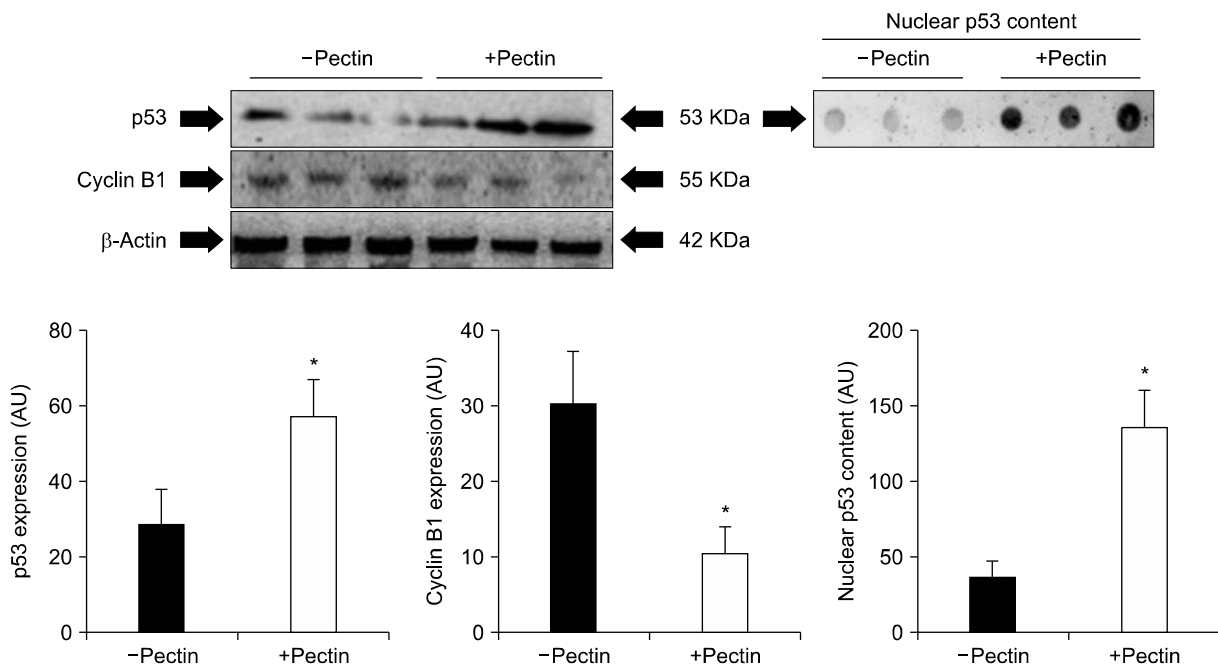 Nuclear p53 content
−Pectin +Pectin −Pectin +Pectin
p53 53 KDa
Cyclin B1 55 KDa
β-Actin 42 KDa
p53 expression (AU)
80
60
40
20
0
*
−Pectin +Pectin
Cyclin B1 expression (AU)
40
30
20
10
0
*
−Pectin +Pectin
Nuclear p53 content (AU)
200
150
100
50
0
*
−Pectin +Pectin